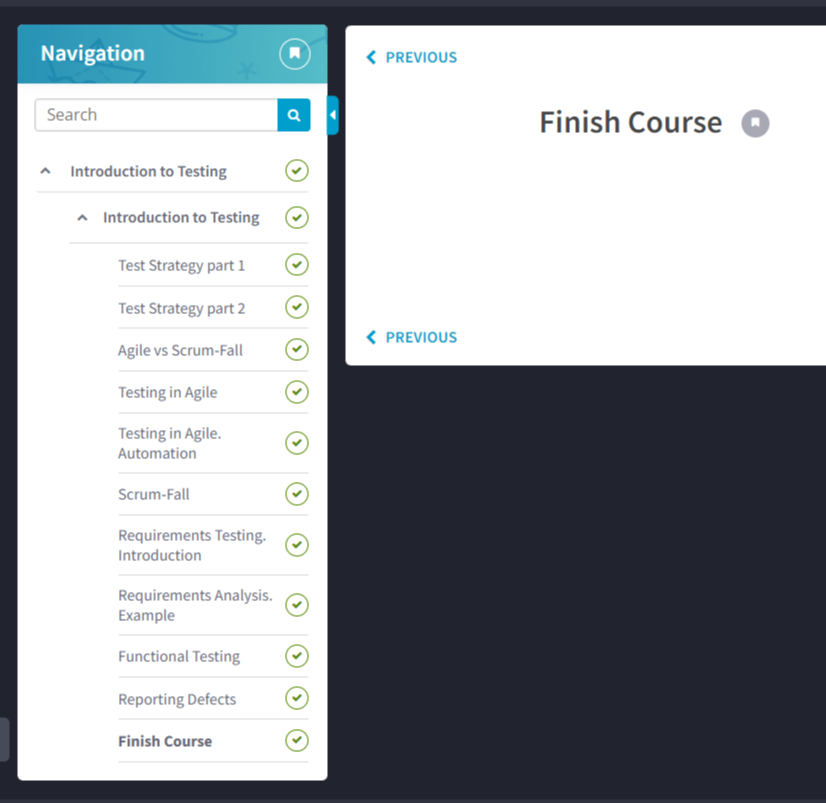 Navigation
Search
Introduction to Testing
Introduction to Testing
Test Strategy part 1
Test Strategy part 2
Agile vs Scrum-Fall
Testing in Agile
Testing in Agile.
Automation
Scrum-Fall
Requirements Testing.
Introduction
Requirements Analysis.
Example
Functional Testing
Reporting Defects
Finish Course
PREVIOUS
Finish Course
PREVIOUS